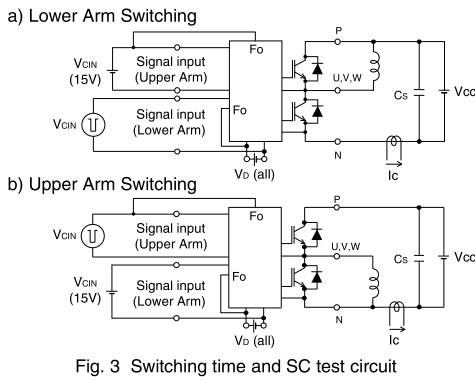 a) Lower Arm Switching
Fo
P
VCIN
(15V)
Signal input
(Upper Arm)
U,V,W
CS
VCC
VCIN
Signal input
(Lower Arm)
Fo
VD (all)
N
Ic
b) Upper Arm Switching
Fo
P
VCIN
Signal input
(Upper Arm)
U,V,W
CS
VCC
VCIN
(15V)
Signal input
(Lower Arm)
Fo
VD (all)
N
Ic
Fig. 3 Switching time and SC test circuit